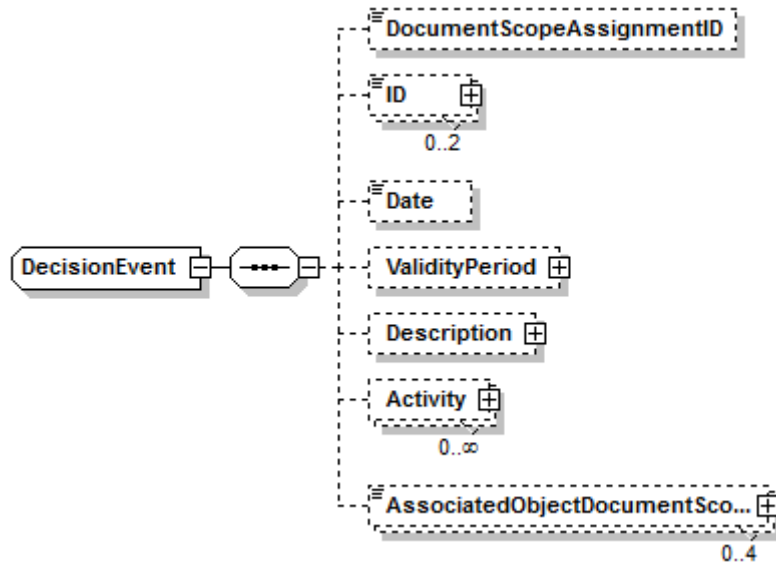 DocumentScopeAssignmentID
ID
0..2
Date
DecisionEvent
ValidityPeriod
Description
Activity
0..∞
AssociatedObjectDocumentSco...
0..4